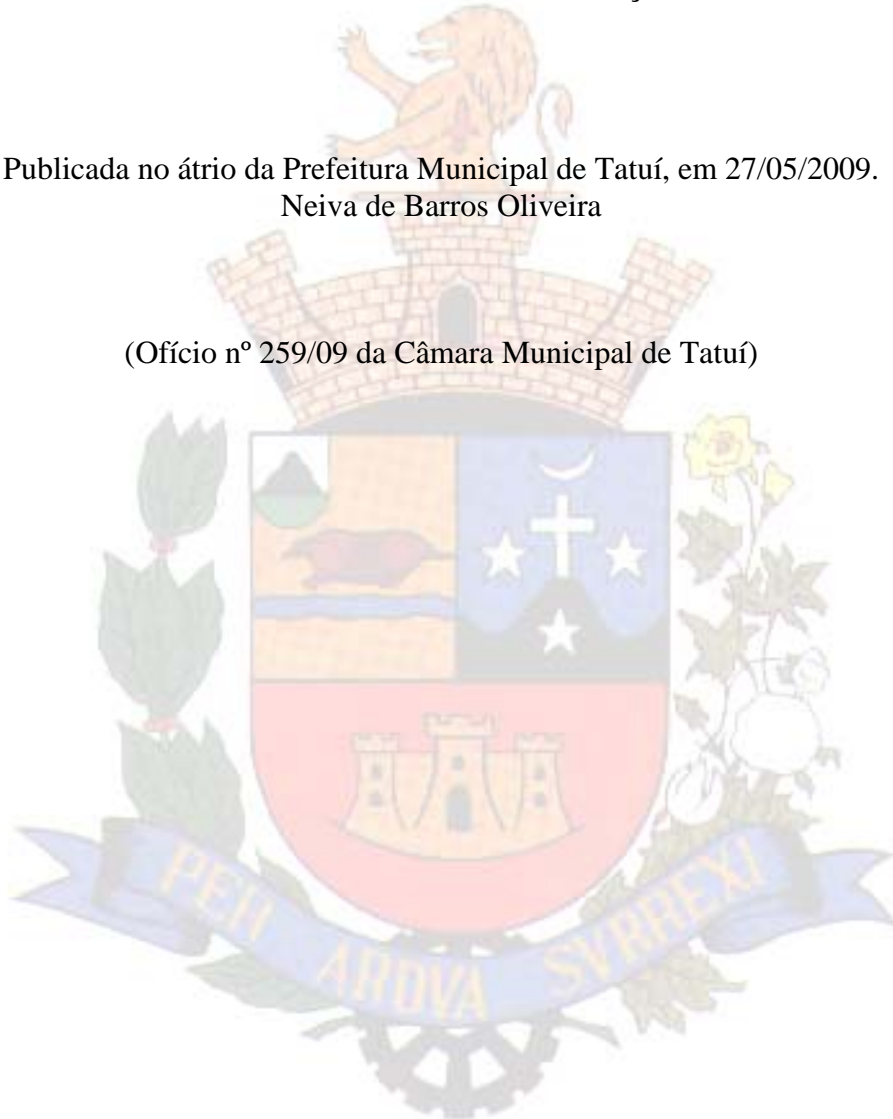 Publicada no átrio da Prefeitura Municipal de Tatuí, em 27/05/2009.
Neiva de Barros Oliveira
(Ofício nº 259/09 da Câmara Municipal de Tatuí)
PER ARDVA SVRREXI